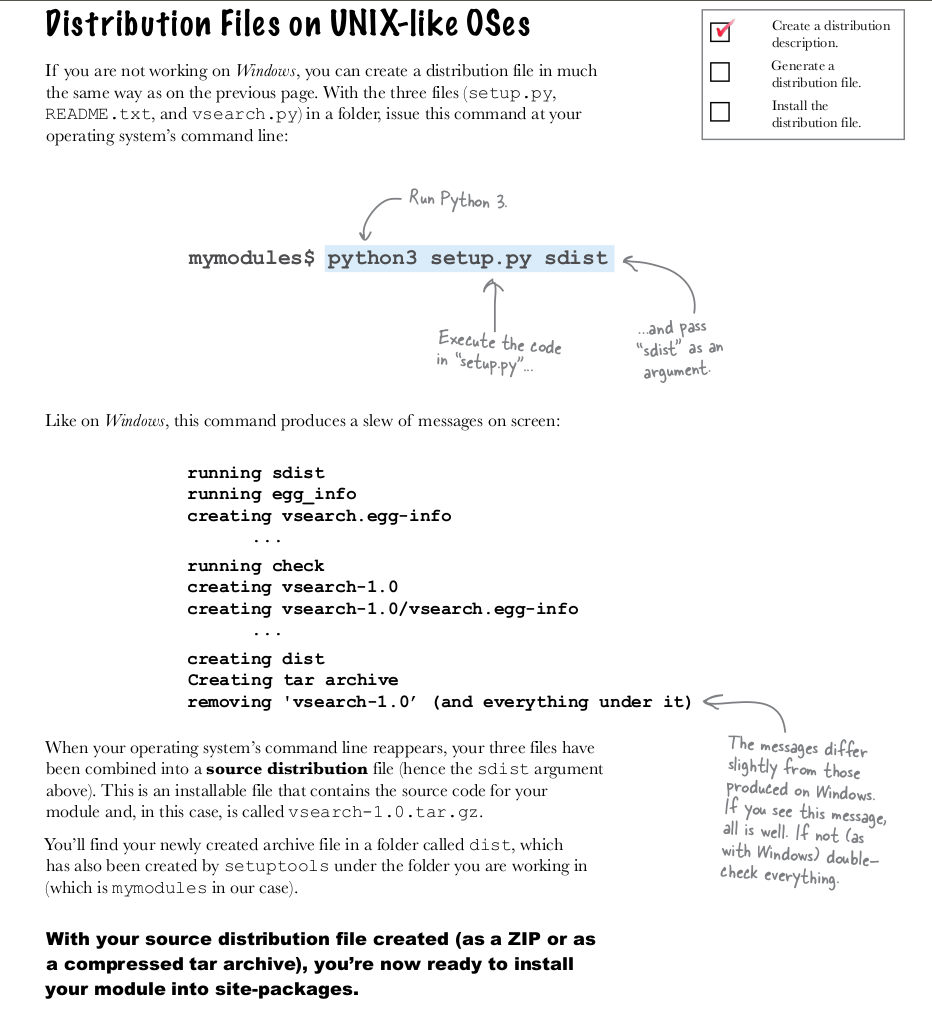 Distribution Files on UNIX-like OSes
Create a distribution
description.
Generate a
distribution file.
Install the
distribution file.
If you are not working on Windows, you can create a distribution file in much
the same way as on the previous page. With the three files (setup.py,
README.txt, and vsearch.py) in a folder, issue this command at your
operating system’s command line:
Run Python 3.
mymodules$ python3 setup.py sdist
Execute the code
in “setup.py”...
...and pass
“sdist” as an
argument.
Like on Windows, this command produces a slew of messages on screen:
running sdist
running egg_info
creating vsearch.egg-info
...
running check
creating vsearch-1.0
creating vsearch-1.0/vsearch.egg-info
...
creating dist
Creating tar archive
removing 'vsearch-1.0’ (and everything under it)
The messages differ
slightly from those
produced on Windows.
If you see this message,
all is well. If not (as
with Windows) double–
check everything.
When your operating system’s command line reappears, your three files have
been combined into a source distribution file (hence the sdist argument
above). This is an installable file that contains the source code for your
module and, in this case, is called vsearch-1.0.tar.gz.
You’ll find your newly created archive file in a folder called dist, which
has also been created by setuptools under the folder you are working in
(which is mymodules in our case).
With your source distribution file created (as a ZIP or as
a compressed tar archive), you’re now ready to install
your module into site-packages.